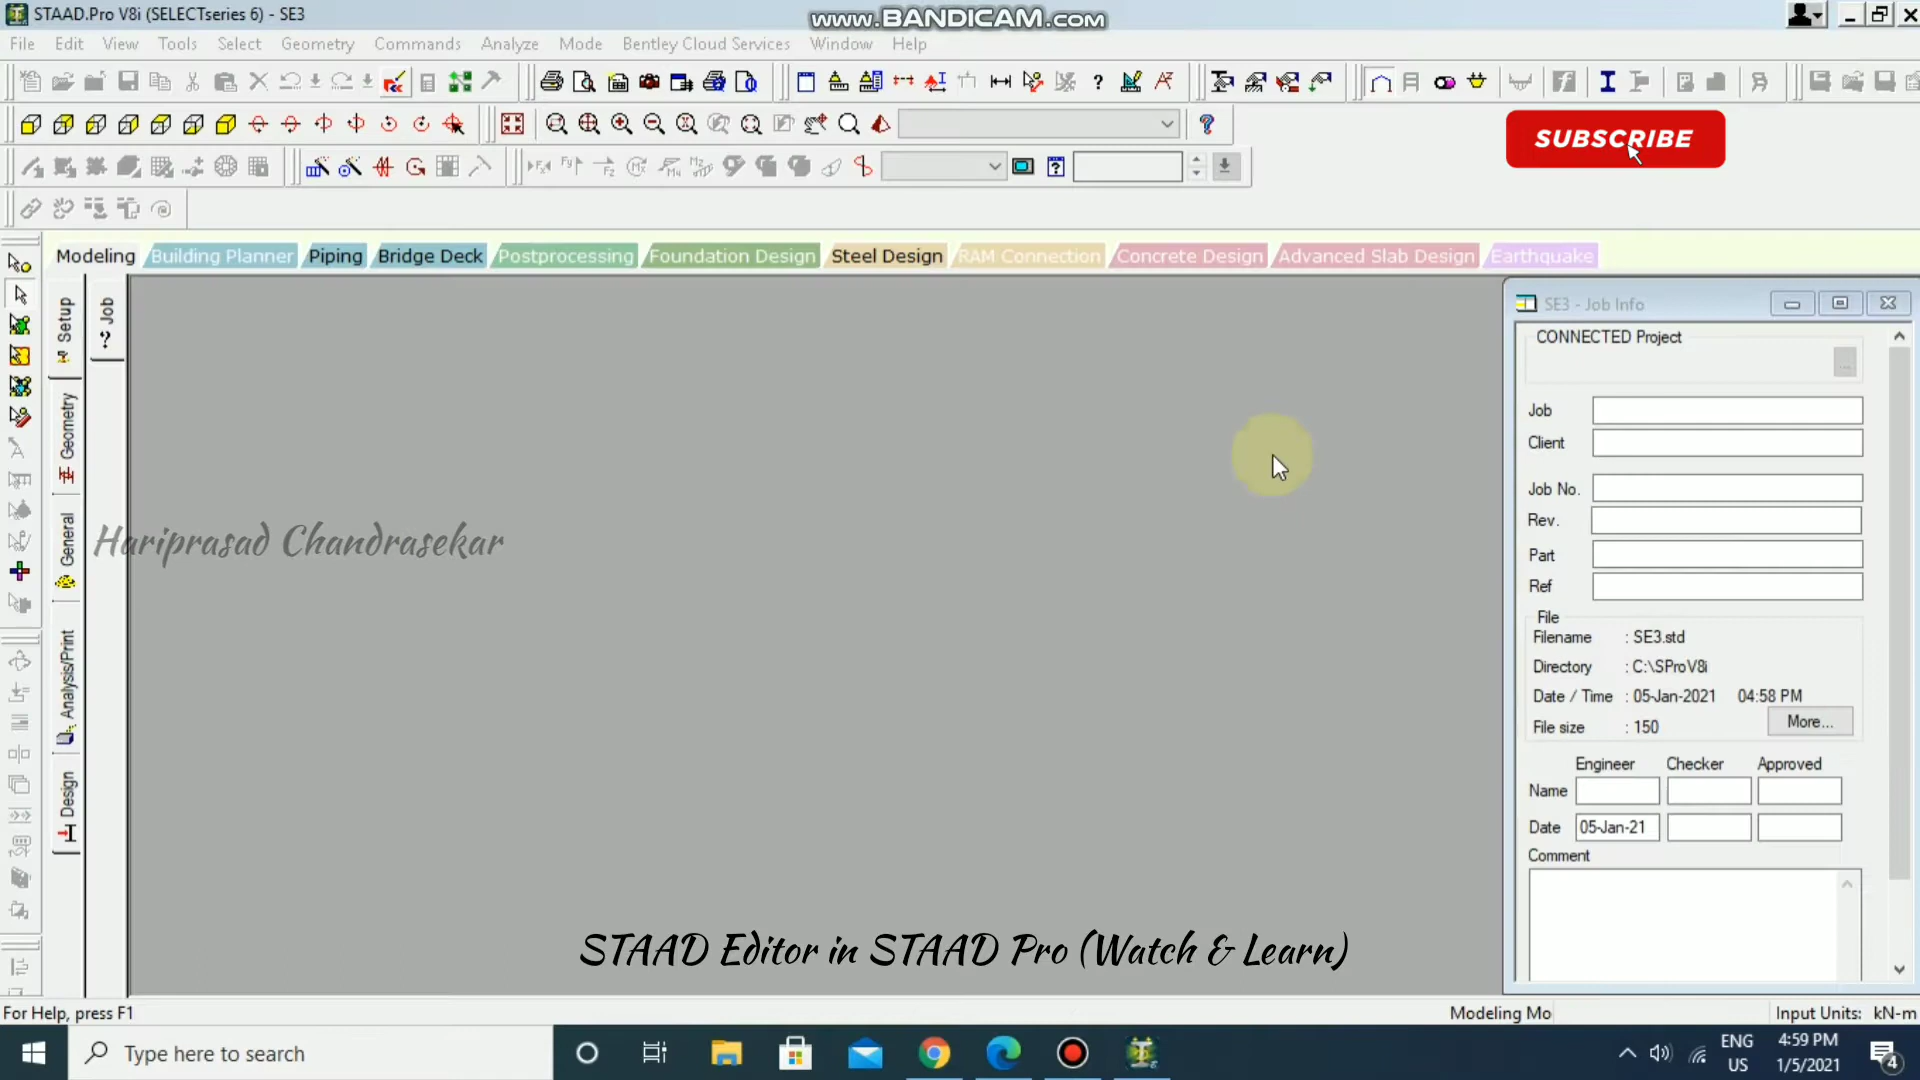 STAAD.Pro V8i (SELECTseries 6) - SE3
www.BANDICAM.com
File Edit View Tools Select Geometry Commands Analyze Mode Bentley Cloud Services Window Help
SUBSCRIBE
Modeling Building Planner Piping Bridge Deck Postprocessing Foundation Design Steel Design RAM Connection Concrete Design Advanced Slab Design Earthquake
Setup
Geometry
General
Analysis/Print
Design
Job
Hariprasad Chandrasekar
SE3 - Job Info
CONNECTED Project
...
Job
Client
Job No.
Rev.
Part
Ref
File
Filename : SE3.std
Directory : C:\SProV8i
Date / Time : 05-Jan-2021 04:58 PM
File size : 150 More...
Engineer Checker Approved
Name
Date 05-Jan-21
Comment
STAAD Editor in STAAD Pro (Watch & Learn)
For Help, press F1
Modeling Mo
Input Units: kN-m
Type here to search
ENG
US
4:59 PM
1/5/2021
4